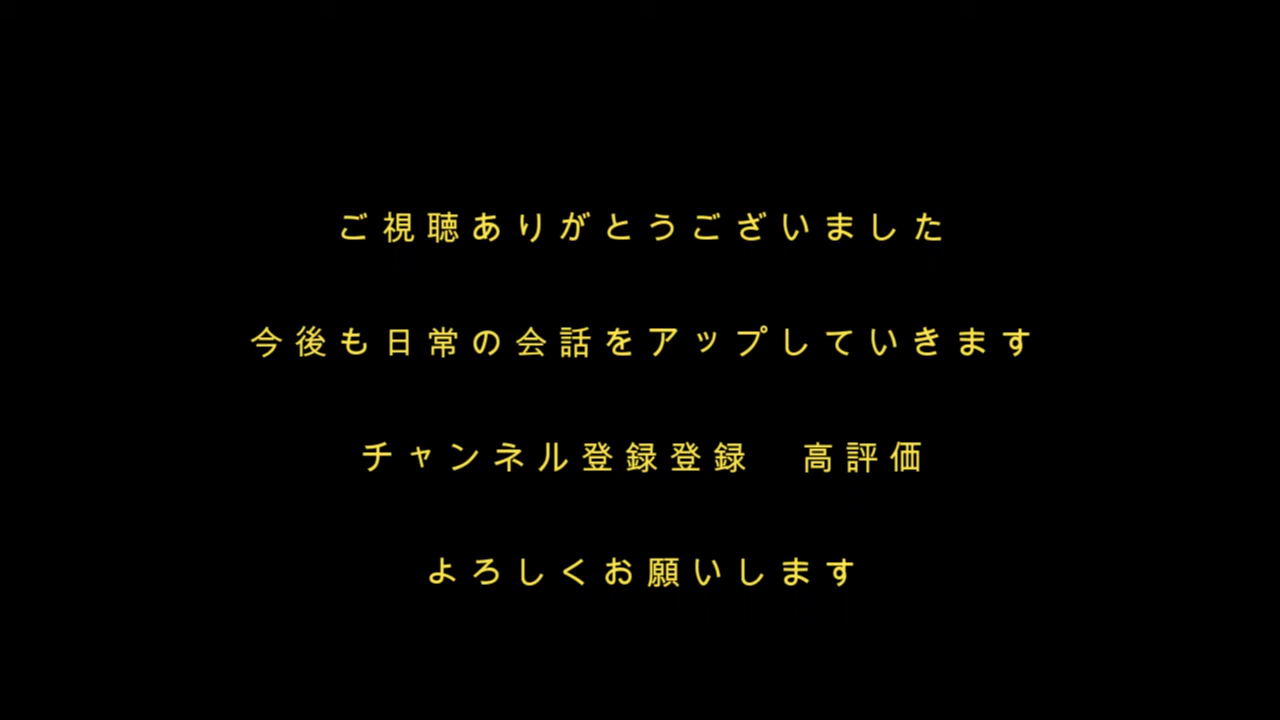 ご視聴ありがとうございました
今後も日常の会話をアップしていきます
チャンネル登録登録　高評価
よろしくお願いします